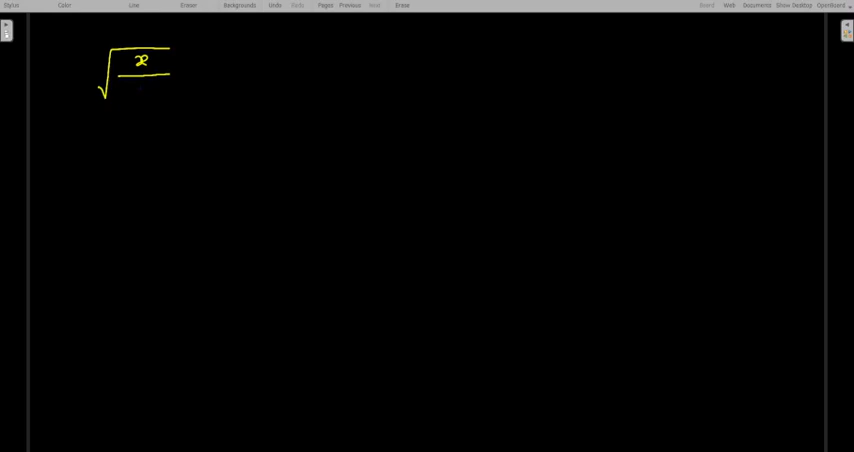 Stylus Color Line Eraser Backgrounds Undo Redo Pages Previous Next Erase Board Web Documents Show Desktop OpenBoard
√x